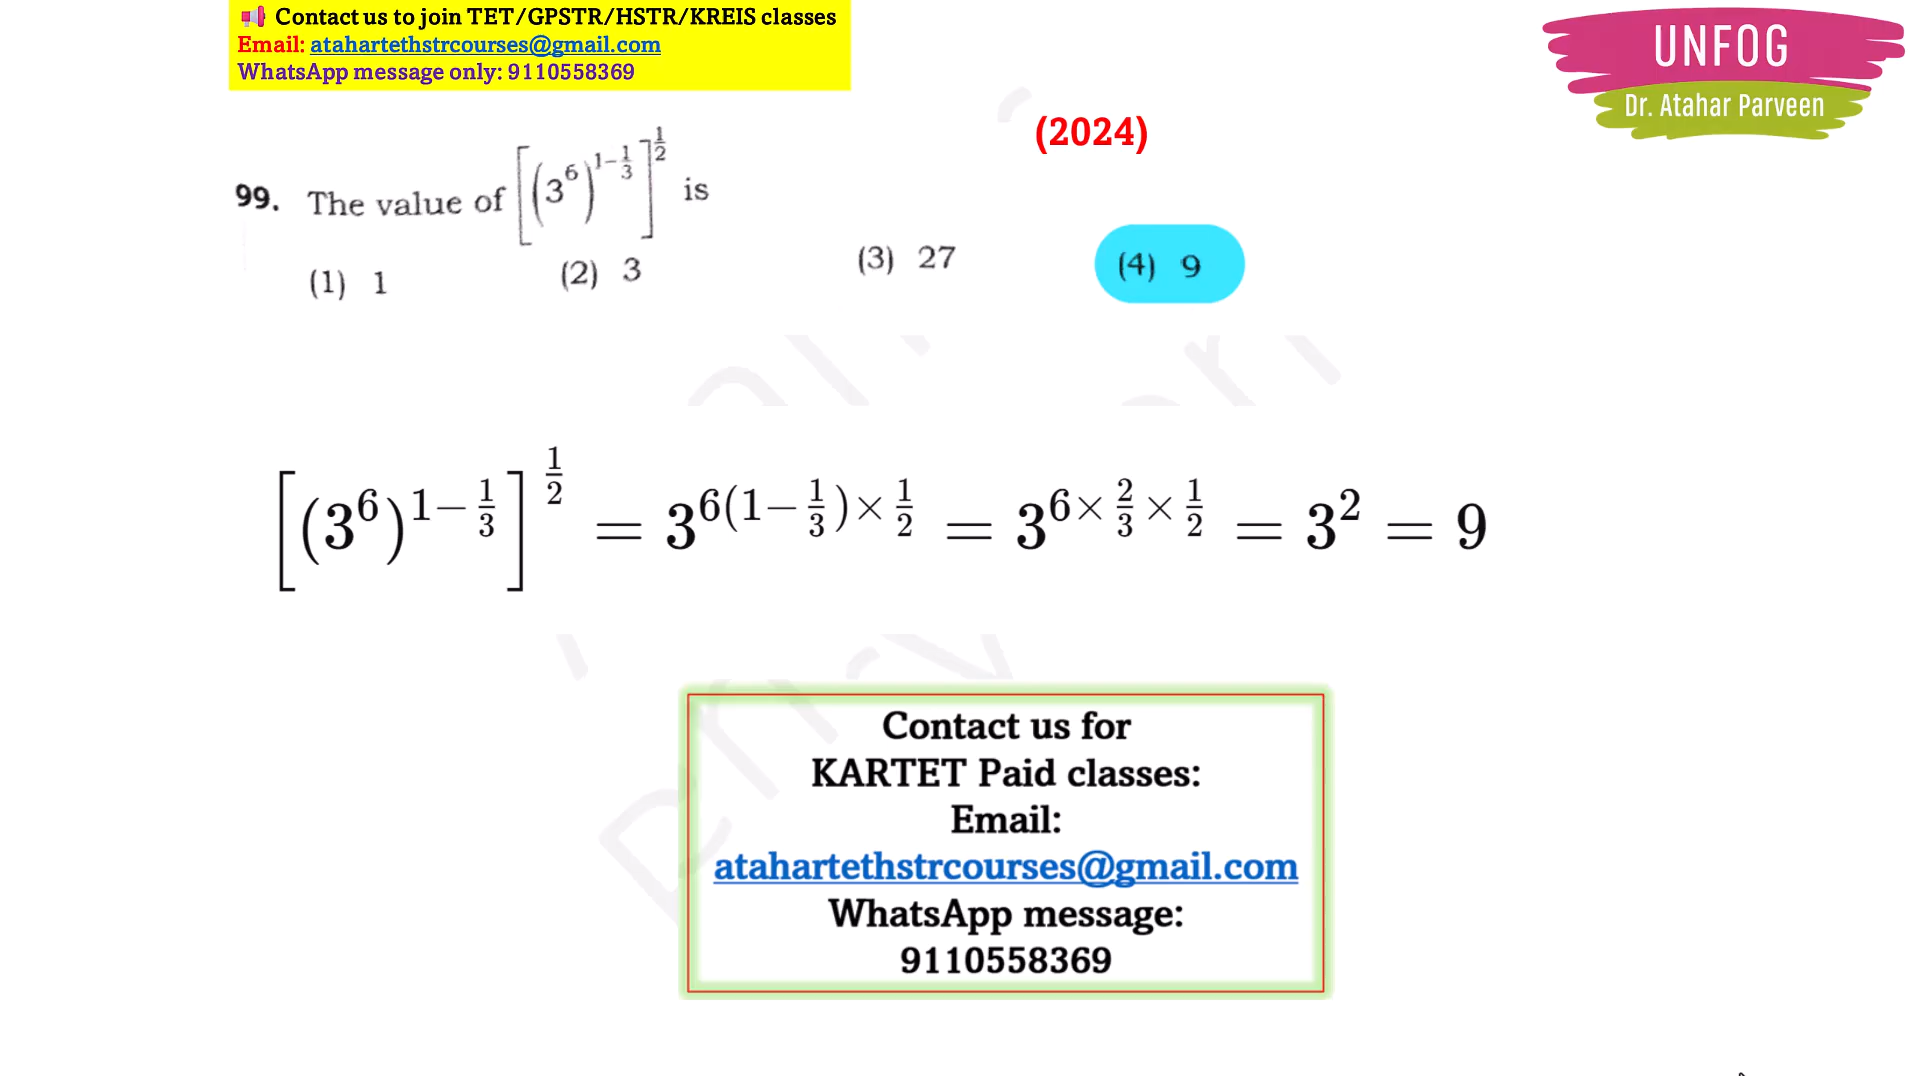 📢 Contact us to join TET/GPSTR/HSTR/KREIS classes
Email: atahartethstrcourses@gmail.com
WhatsApp message only: 9110558369
UNFOG
Dr. Atahar Parveen
(2024)
99. The value of [(3^6)^{1-1/3}]^{1/2} is
(1) 1 (2) 3 (3) 27 (4) 9
[(3^6)^{1-1/3}]^{1/2} = 3^{6(1-1/3)×1/2} = 3^{6×2/3×1/2} = 3^2 = 9
Contact us for
KARTET Paid classes:
Email:
atahartethstrcourses@gmail.com
WhatsApp message:
9110558369